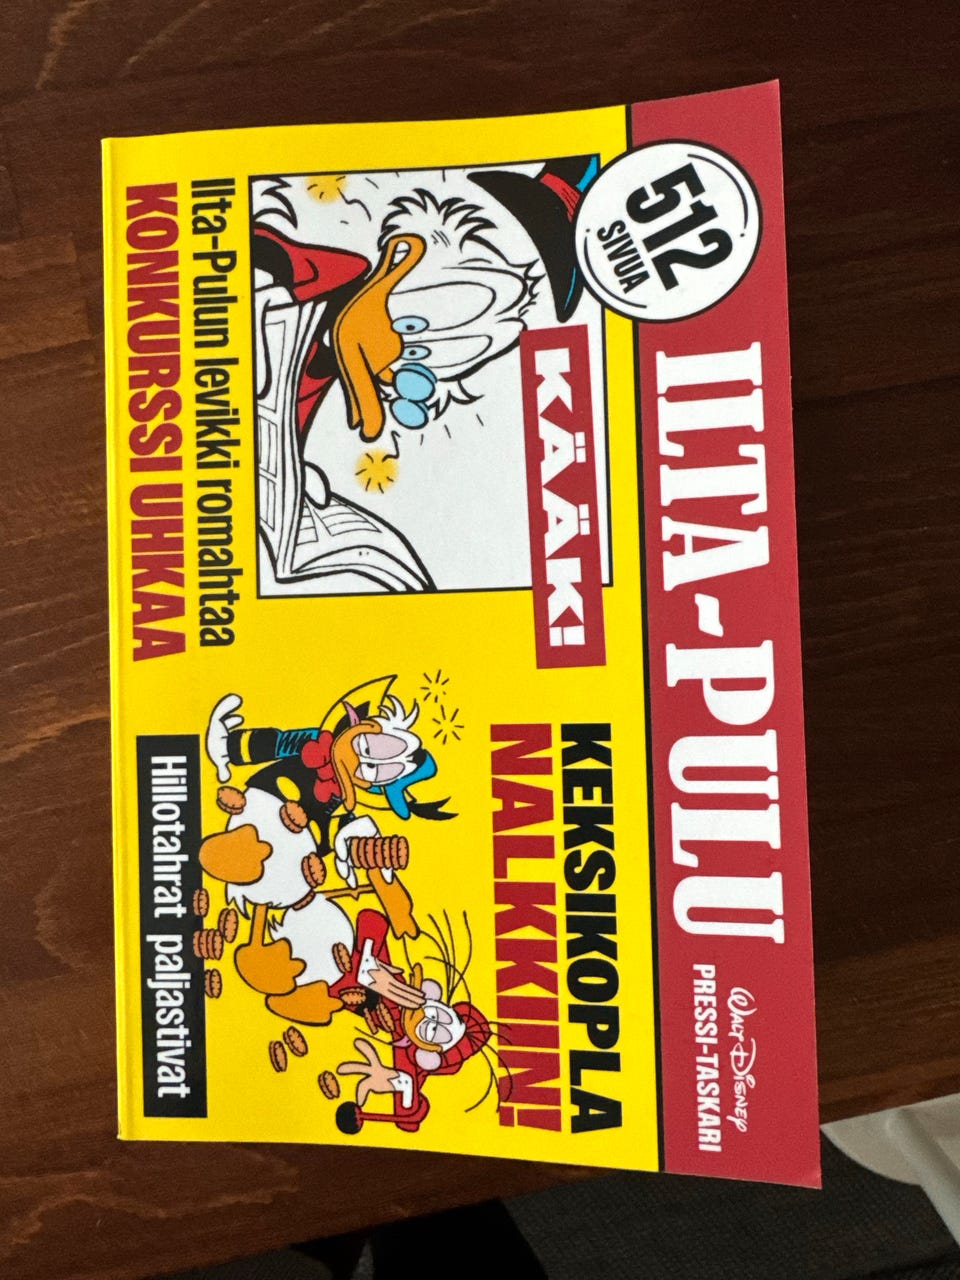 512
SIVUA
ILTA-PULU
WALT DISNEY
PRESSI-TASKARI
KÄÄK!
Ilta-Pulun levikki romahtaa
KONKURSSI UHKAA
KEKSIKOPLA
NALKKIIN!
Hillotahrat paljastivat